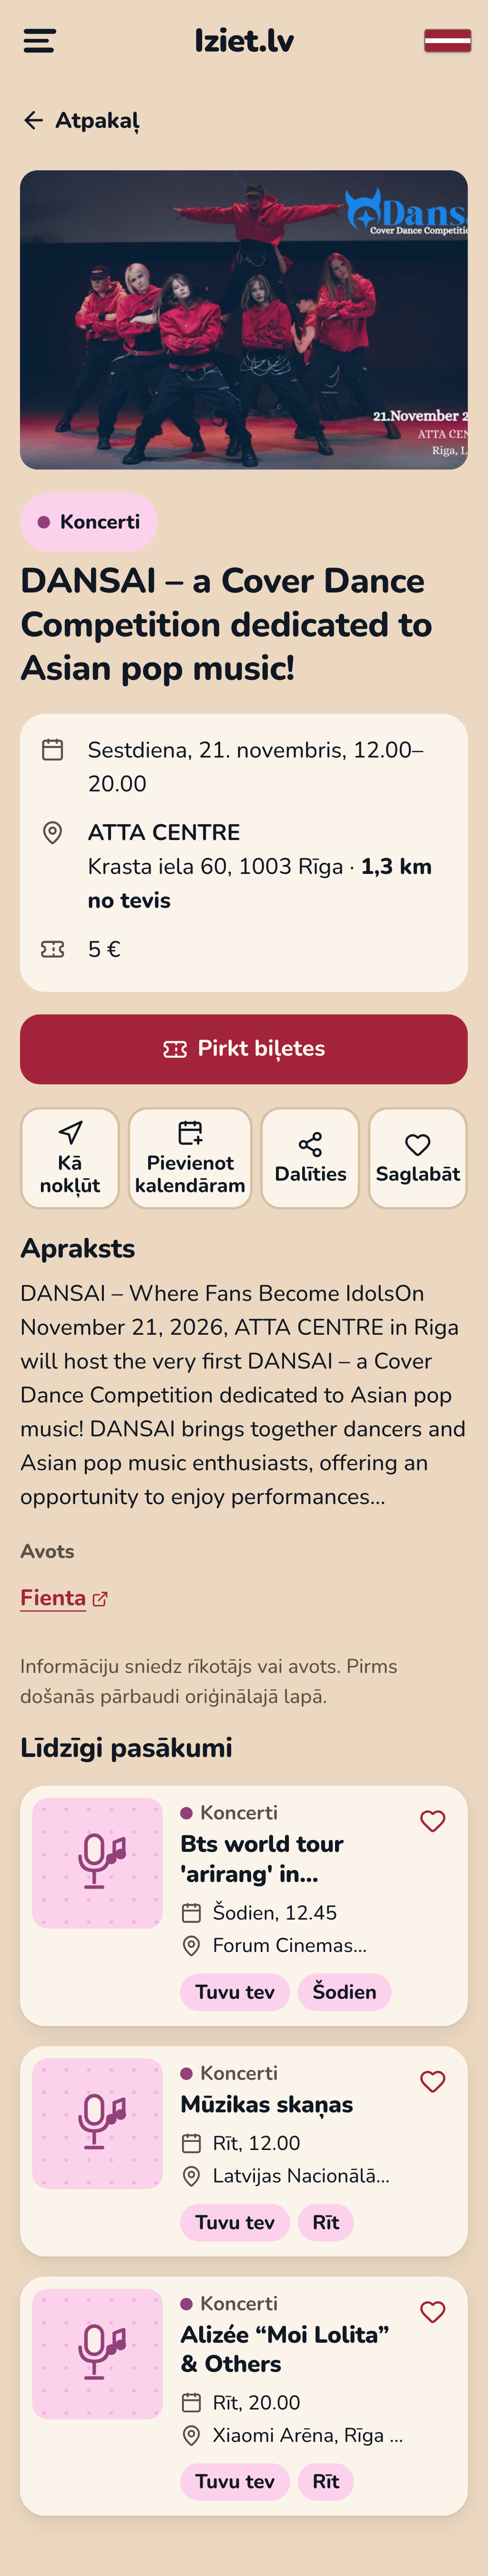 Iziet.lv
Atpakaļ
Dans
Cover Dance Competitio
21.November 2
ATTA CEN
Riga, L
Koncerti
DANSAI – a Cover Dance
Competition dedicated to
Asian pop music!
Sestdiena, 21. novembris, 12.00–
20.00
ATTA CENTRE
Krasta iela 60, 1003 Rīga · 1,3 km
no tevis
5 €
Pirkt biļetes
Kā
nokļūt
Pievienot
kalendāram
Dalīties
Saglabāt
Apraksts
DANSAI – Where Fans Become IdolsOn
November 21, 2026, ATTA CENTRE in Riga
will host the very first DANSAI – a Cover
Dance Competition dedicated to Asian pop
music! DANSAI brings together dancers and
Asian pop music enthusiasts, offering an
opportunity to enjoy performances...
Avots
Fienta
Informāciju sniedz rīkotājs vai avots. Pirms
došanās pārbaudi oriģinālajā lapā.
Līdzīgi pasākumi
Koncerti
Bts world tour
'arirang' in...
Šodien, 12.45
Forum Cinemas...
Tuvu tev Šodien
Koncerti
Mūzikas skaņas
Rīt, 12.00
Latvijas Nacionālā...
Tuvu tev Rīt
Koncerti
Alizée “Moi Lolita”
& Others
Rīt, 20.00
Xiaomi Arēna, Rīga ...
Tuvu tev Rīt